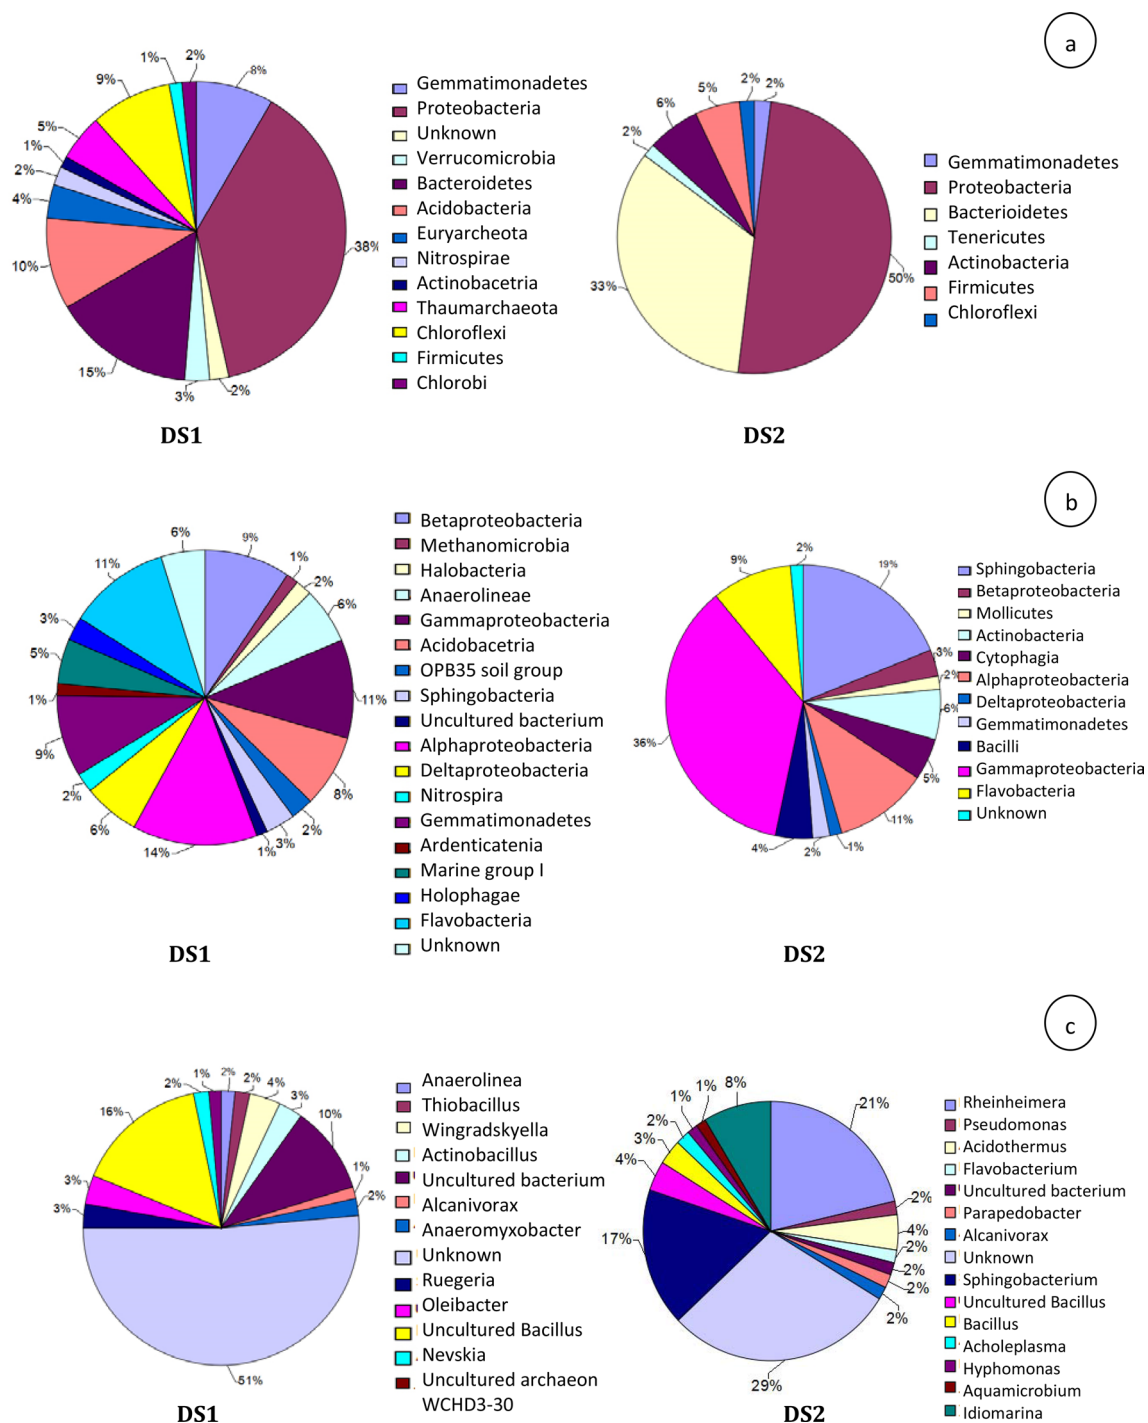 a
1%
2%
8%
9%
5%
1%
2%
4%
10%
15%
3%
2%
38%
Gemmatimonadetes
Proteobacteria
Unknown
Verrucomicrobia
Bacteroidetes
Acidobacteria
Euryarcheota
Nitrospirae
Actinobacetria
Thaumarchaeota
Chloroflexi
Firmicutes
Chlorobi
DS1
2%
2%
5%
6%
2%
33%
50%
Gemmatimonadetes
Proteobacteria
Bacterioidetes
Tenericutes
Actinobacteria
Firmicutes
Chloroflexi
DS2
b
6%
9%
1%
2%
6%
11%
8%
2%
3%
1%
14%
6%
2%
9%
1%
5%
3%
11%
Betaproteobacteria
Methanomicrobia
Halobacteria
Anaerolineae
Gammaproteobacteria
Acidobacetria
OPB35 soil group
Sphingobacteria
Uncultured bacterium
Alphaproteobacteria
Deltaproteobacteria
Nitrospira
Gemmatimonadetes
Ardenticatenia
Marine group I
Holophagae
Flavobacteria
Unknown
DS1
2%
19%
3%
2%
6%
5%
11%
1%
2%
4%
36%
9%
Sphingobacteria
Betaproteobacteria
Mollicutes
Actinobacteria
Cytophagia
Alphaproteobacteria
Deltaproteobacteria
Gemmatimonadetes
Bacilli
Gammaproteobacteria
Flavobacteria
Unknown
DS2
c
2%
1%
2%
2%
4%
3%
10%
1%
2%
51%
3%
3%
16%
Anaerolinea
Thiobacillus
Wingradskyella
Actinobacillus
Uncultured bacterium
Alcanivorax
Anaeromyxobacter
Unknown
Ruegeria
Oleibacter
Uncultured Bacillus
Nevskia
Uncultured archaeon
WCHD3-30
DS1
8%
21%
2%
4%
2%
2%
2%
2%
29%
17%
4%
3%
2%
1%
1%
Rheinheimera
Pseudomonas
Acidothermus
Flavobacterium
Uncultured bacterium
Parapedobacter
Alcanivorax
Unknown
Sphingobacterium
Uncultured Bacillus
Bacillus
Acholeplasma
Hyphomonas
Aquamicrobium
Idiomarina
DS2